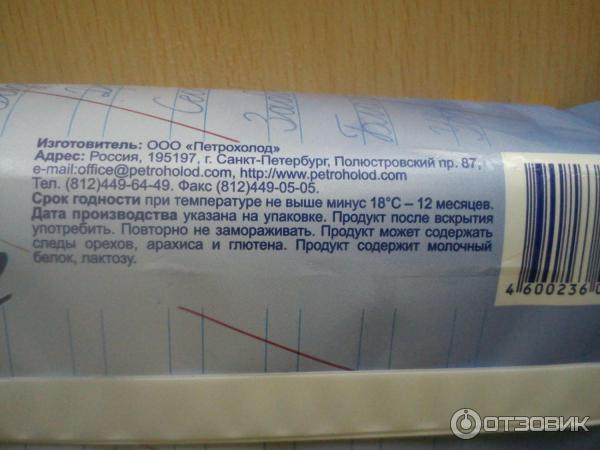 Изготовитель: ООО «Петрохолод»
Адрес: Россия, 195197, г. Санкт-Петербург, Полюстровский пр. 87,
e-mail:office@petroholod.com, http://www.petroholod.com
Тел. (812)449-64-49. Факс (812)449-05-05.
Срок годности при температуре не выше минус 18°С – 12 месяцев.
Дата производства указана на упаковке. Продукт после вскрытия
употребить. Повторно не замораживать. Продукт может содержать
следы орехов, арахиса и глютена. Продукт содержит молочный
белок, лактозу.
4 600236 0
ОТЗОВИК